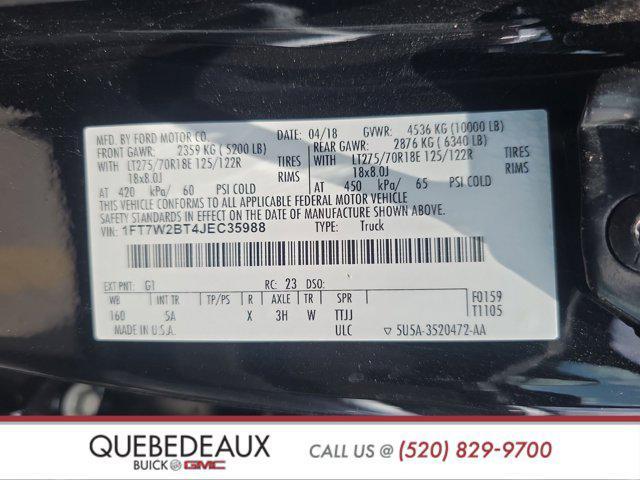 MFD. BY FORD MOTOR CO. DATE: 04/18 GVWR: 4536 KG (10000 LB)
FRONT GAWR: 2359 KG ( 5200 LB) REAR GAWR: 2876 KG ( 6340 LB)
WITH LT275/70R18E 125/122R TIRES WITH LT275/70R18E 125/122R TIRES
18x8.0J RIMS 18x8.0J RIMS
AT 420 kPa/ 60 PSI COLD AT 450 kPa/ 65 PSI COLD
THIS VEHICLE CONFORMS TO ALL APPLICABLE FEDERAL MOTOR VEHICLE
SAFETY STANDARDS IN EFFECT ON THE DATE OF MANUFACTURE SHOWN ABOVE.
VIN: 1FT7W2BT4JEC35988 TYPE: Truck
EXT PNT: G1 RC: 23 DSO:
WB INT TR TP/PS R AXLE TR SPR F0159
160 5A X 3H W TTJJ T1105
MADE IN U.S.A. ULC ▽ 5U5A-3520472-AA
QUEBEDEAUX
BUICK GMC
CALL US @ (520) 829-9700